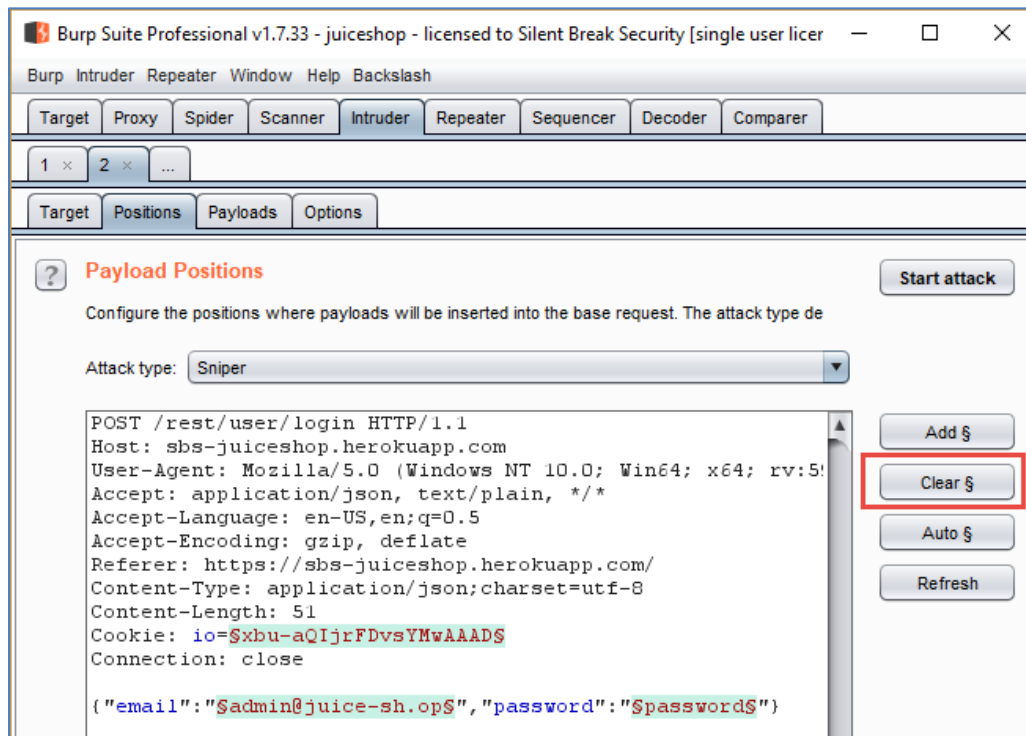 Burp Suite Professional v1.7.33 - juiceshop - licensed to Silent Break Security [single user licer
Burp Intruder Repeater Window Help Backslash
Target Proxy Spider Scanner Intruder Repeater Sequencer Decoder Comparer
1 × 2 × ...
Target Positions Payloads Options
? Payload Positions
Start attack
Configure the positions where payloads will be inserted into the base request. The attack type de
Attack type: Sniper
POST /rest/user/login HTTP/1.1
Host: sbs-juiceshop.herokuapp.com
User-Agent: Mozilla/5.0 (Windows NT 10.0; Win64; x64; rv:59
Accept: application/json, text/plain, */*
Accept-Language: en-US,en;q=0.5
Accept-Encoding: gzip, deflate
Referer: https://sbs-juiceshop.herokuapp.com/
Content-Type: application/json;charset=utf-8
Content-Length: 51
Cookie: io=§xbu-aQIjrFDvsYMwAAAD§
Connection: close
{"email":"§admin@juice-sh.op§","password":"§password§"}
Add §
Clear §
Auto §
Refresh